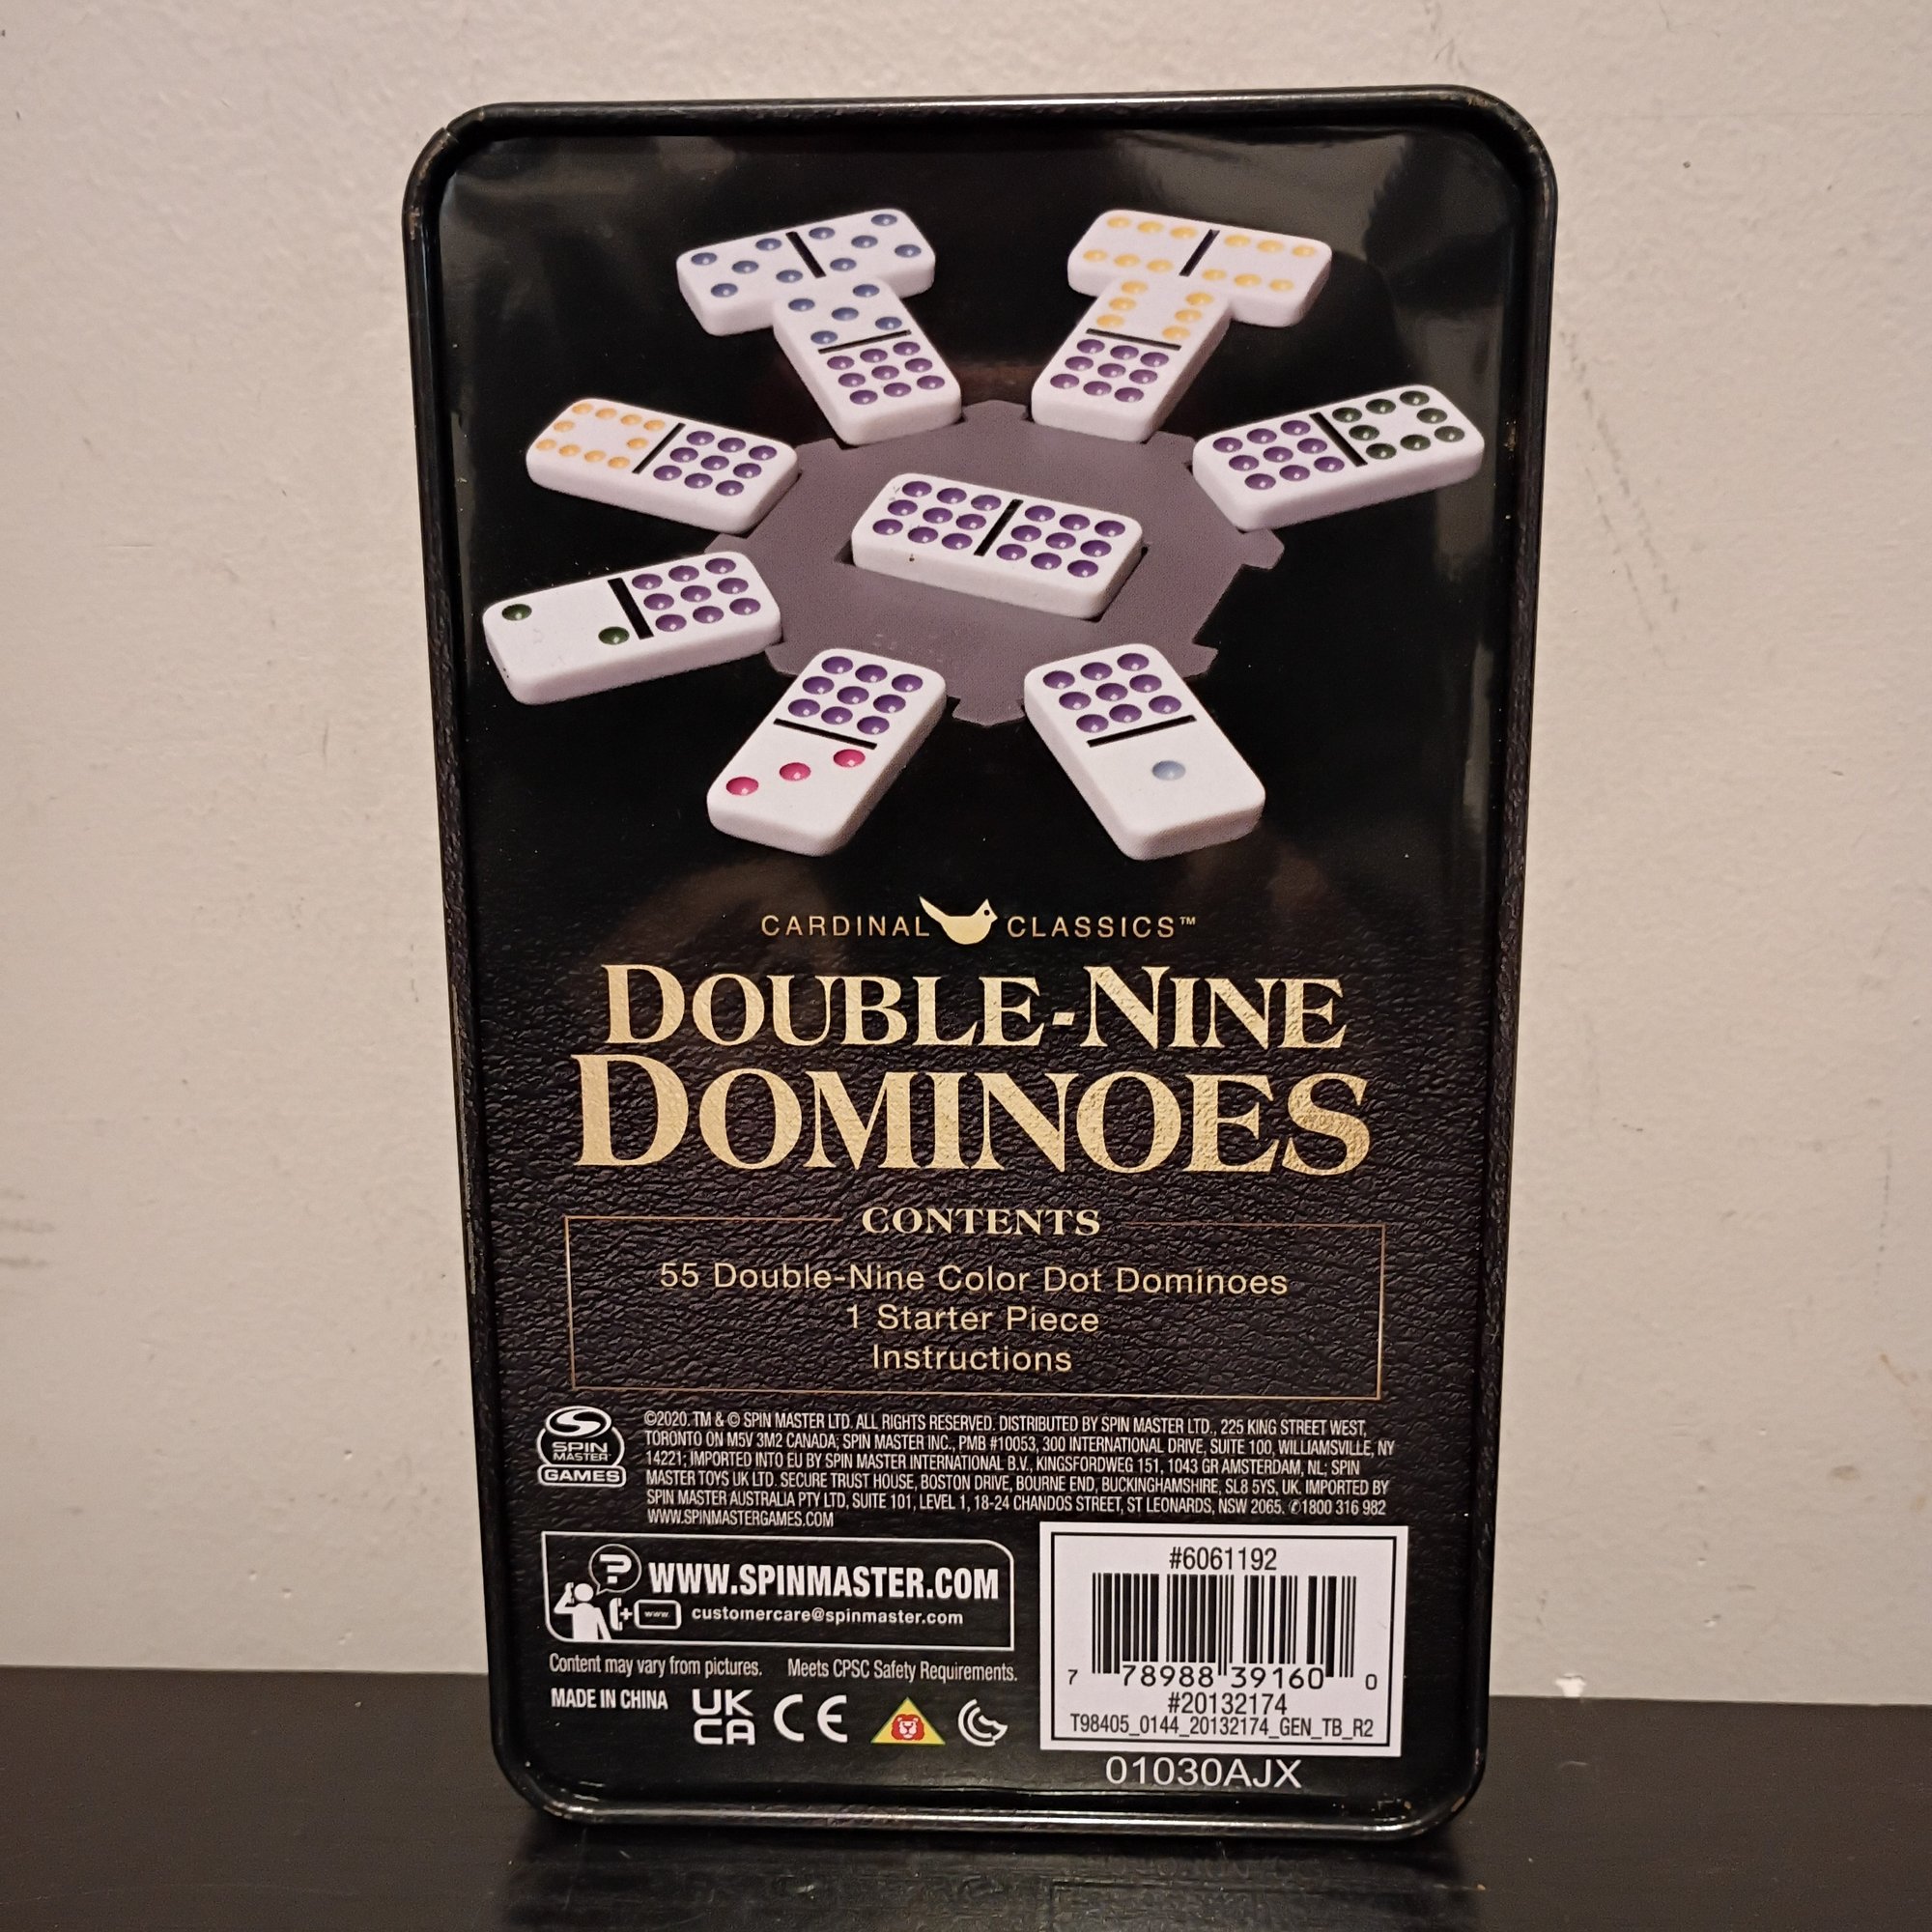 CARDINAL CLASSICS™
DOUBLE-NINE
DOMINOES
CONTENTS
55 Double-Nine Color Dot Dominoes
1 Starter Piece
Instructions
SPIN
MASTER
GAMES
©2020. TM & © SPIN MASTER LTD. ALL RIGHTS RESERVED. DISTRIBUTED BY SPIN MASTER LTD., 225 KING STREET WEST,
TORONTO ON M5V 3M2 CANADA; SPIN MASTER INC., PMB #10053, 300 INTERNATIONAL DRIVE, SUITE 100, WILLIAMSVILLE, NY
14221; IMPORTED INTO EU BY SPIN MASTER INTERNATIONAL B.V., KINGSFORDWEG 151, 1043 GR AMSTERDAM, NL; SPIN
MASTER TOYS UK LTD. SECURE TRUST HOUSE, BOSTON DRIVE, BOURNE END, BUCKINGHAMSHIRE, SL8 5YS, UK. IMPORTED BY
SPIN MASTER AUSTRALIA PTY LTD, SUITE 101, LEVEL 1, 18-24 CHANDOS STREET, ST LEONARDS, NSW 2065. ✆1800 316 982
WWW.SPINMASTERGAMES.COM
? WWW.SPINMASTER.COM
+ www. customercare@spinmaster.com
Content may vary from pictures. Meets CPSC Safety Requirements.
MADE IN CHINA UK
CA CE
#6061192
7 78988 39160 0
#20132174
T98405_0144_20132174_GEN_TB_R2
01030AJX